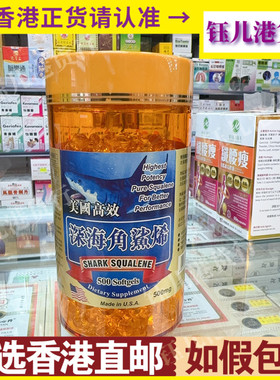 香港正货请认准→
钰儿港
Highest
Potency
Pure Squalene
For Better
Performance
美國高效
深海角鯊烯
SHARK SQUALENE
500 Softgels
Dietary Supplement
500mg
Made in U.S.A.
选香港直邮
如假包